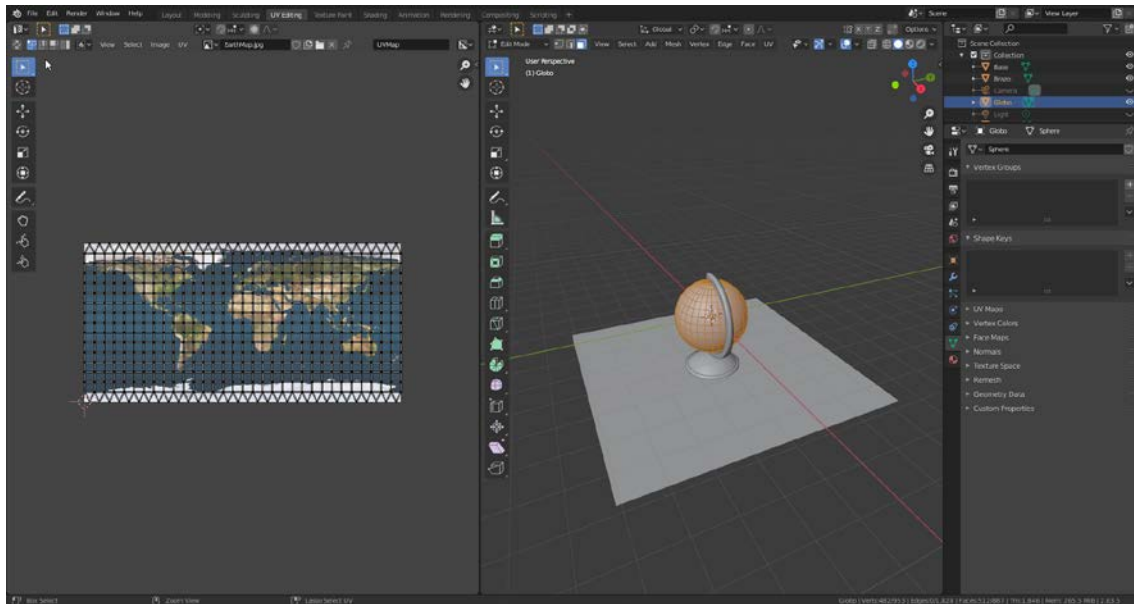 File Edit Render Window Help Layout Modeling Sculpting UV Editing Texture Paint Shading Animation Rendering Compositing Scripting + Scene View Layer
Global Options
View Select Image UV EarthMap.jpg UVMap
Edit Mode View Select Add Mesh Vertex Edge Face UV X Y Z
User Perspective
(1) Globo
Scene Collection
Collection
Base
Brazo
Camera
Globo
Light
Globo Sphere
Sphere
Vertex Groups
Shape Keys
UV Maps
Vertex Colors
Face Maps
Normals
Texture Space
Remesh
Geometry Data
Custom Properties
Box Select Zoom View Lasso Select UV